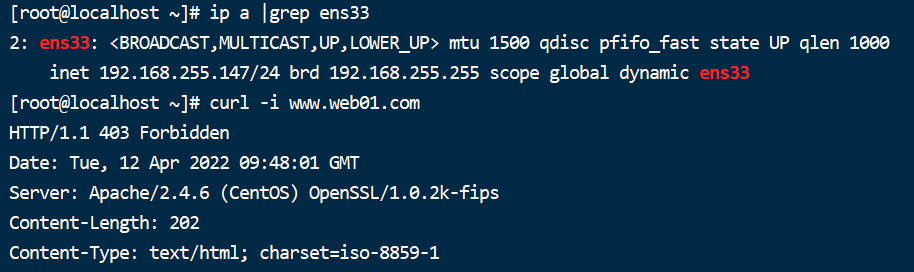 [root@localhost ~]# ip a |grep ens33
2: ens33: <BROADCAST,MULTICAST,UP,LOWER_UP> mtu 1500 qdisc pfifo_fast state UP qlen 1000
    inet 192.168.255.147/24 brd 192.168.255.255 scope global dynamic ens33
[root@localhost ~]# curl -i www.web01.com
HTTP/1.1 403 Forbidden
Date: Tue, 12 Apr 2022 09:48:01 GMT
Server: Apache/2.4.6 (CentOS) OpenSSL/1.0.2k-fips
Content-Length: 202
Content-Type: text/html; charset=iso-8859-1